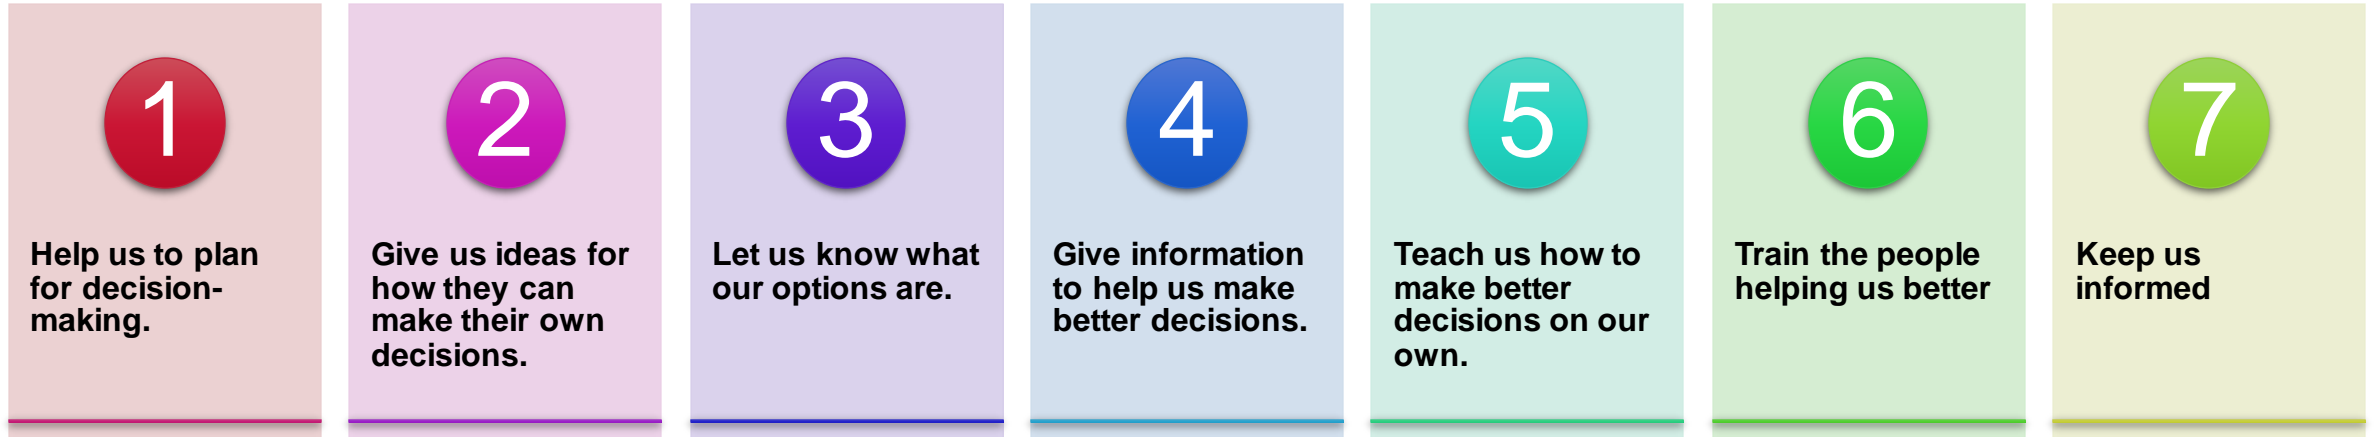 1
Help us to plan
for decision-
making.
2
Give us ideas for
how they can
make their own
decisions.
3
Let us know what
our options are.
4
Give information
to help us make
better decisions.
5
Teach us how to
make better
decisions on our
own.
6
Train the people
helping us better
7
Keep us
informed